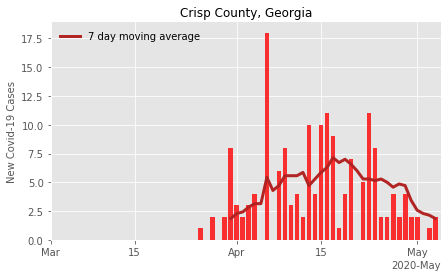 Crisp County, Georgia
7 day moving average
New Covid-19 Cases
17.5
15.0
12.5
10.0
7.5
5.0
2.5
0.0
Mar
15
Apr
15
May
2020-May